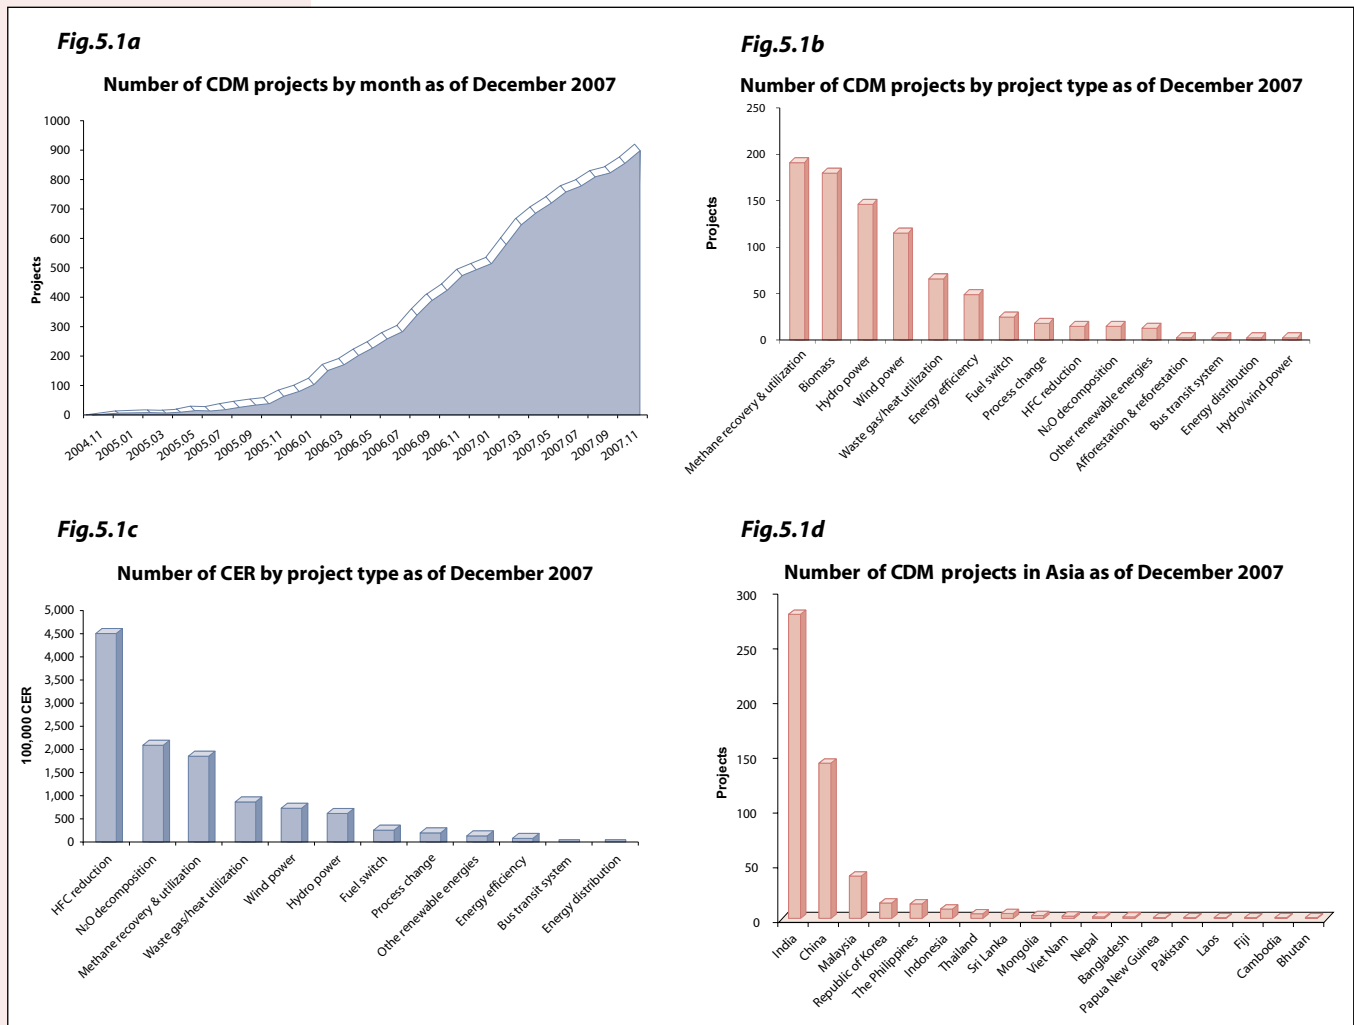 Fig.5.1a
Number of CDM projects by month as of December 2007
Projects
1000
900
800
700
600
500
400
300
200
100
0
2004.11
2005.01
2005.03
2005.05
2005.07
2005.09
2005.11
2006.01
2006.03
2006.05
2006.07
2006.09
2006.11
2007.01
2007.03
2007.05
2007.07
2007.09
2007.11
Fig.5.1b
Number of CDM projects by project type as of December 2007
Projects
250
200
150
100
50
0
Methane recovery & utilization
Biomass
Hydro power
Wind power
Waste gas/heat utilization
Energy efficiency
Fuel switch
Process change
HFC reduction
N₂O decomposition
Other renewable energies
Afforestation & reforestation
Bus transit system
Energy distribution
Hydro/wind power
Fig.5.1c
Number of CER by project type as of December 2007
100,000 CER
5,000
4,500
4,000
3,500
3,000
2,500
2,000
1,500
1,000
500
0
HFC reduction
N₂O decomposition
Methane recovery & utilization
Waste gas/heat utilization
Wind power
Hydro power
Fuel switch
Process change
Othe renewable energies
Energy efficiency
Bus transit system
Energy distribution
Fig.5.1d
Number of CDM projects in Asia as of December 2007
Projects
300
250
200
150
100
50
0
India
China
Malaysia
Republic of Korea
The Philippines
Indonesia
Thailand
Sri Lanka
Mongolia
Viet Nam
Nepal
Bangladesh
Papua New Guinea
Pakistan
Laos
Fiji
Cambodia
Bhutan